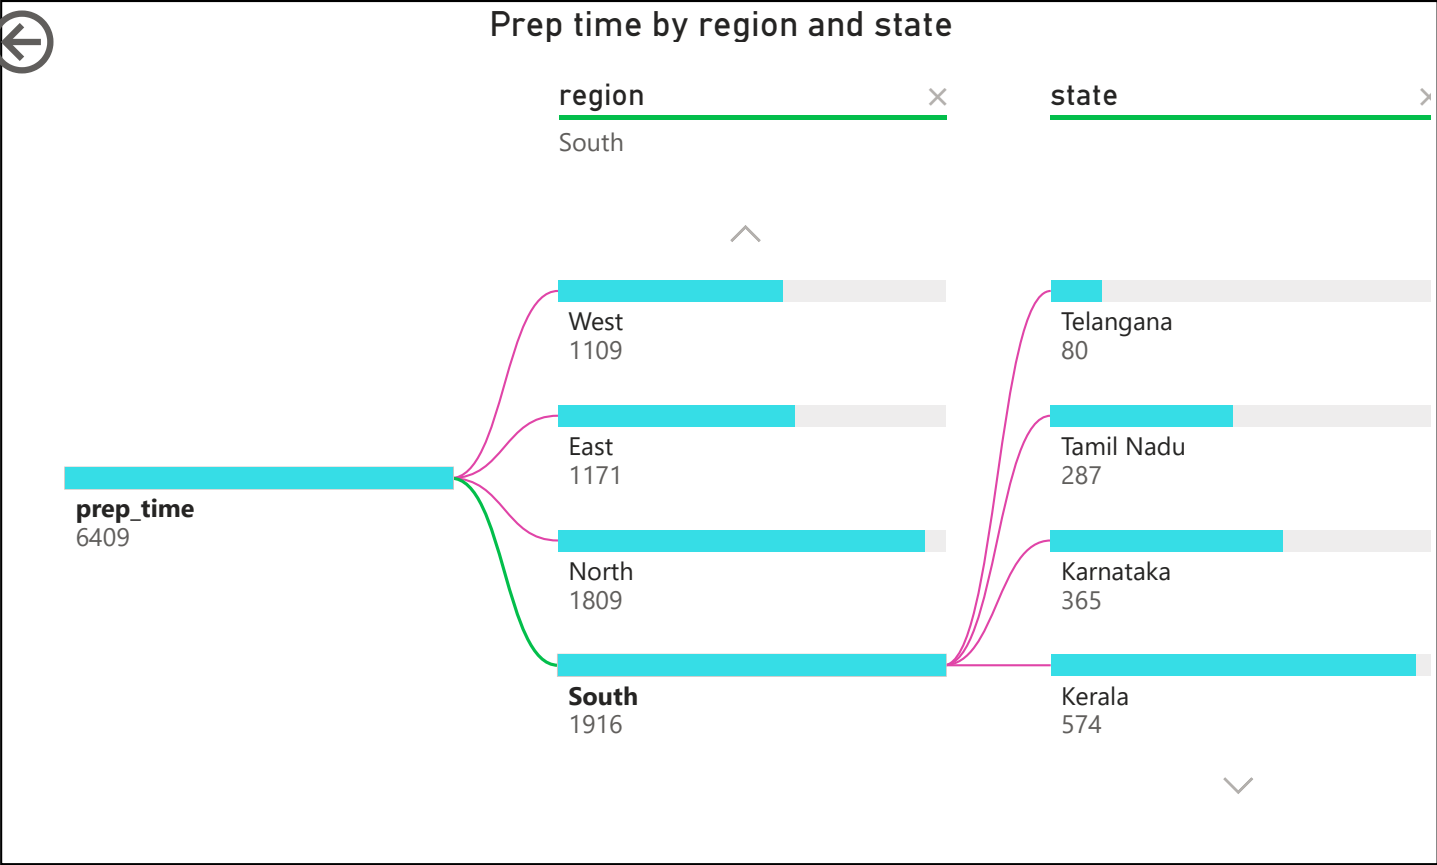 Prep time by region and state
region
South
state
prep_time
6409
West
1109
East
1171
North
1809
South
1916
Telangana
80
Tamil Nadu
287
Karnataka
365
Kerala
574